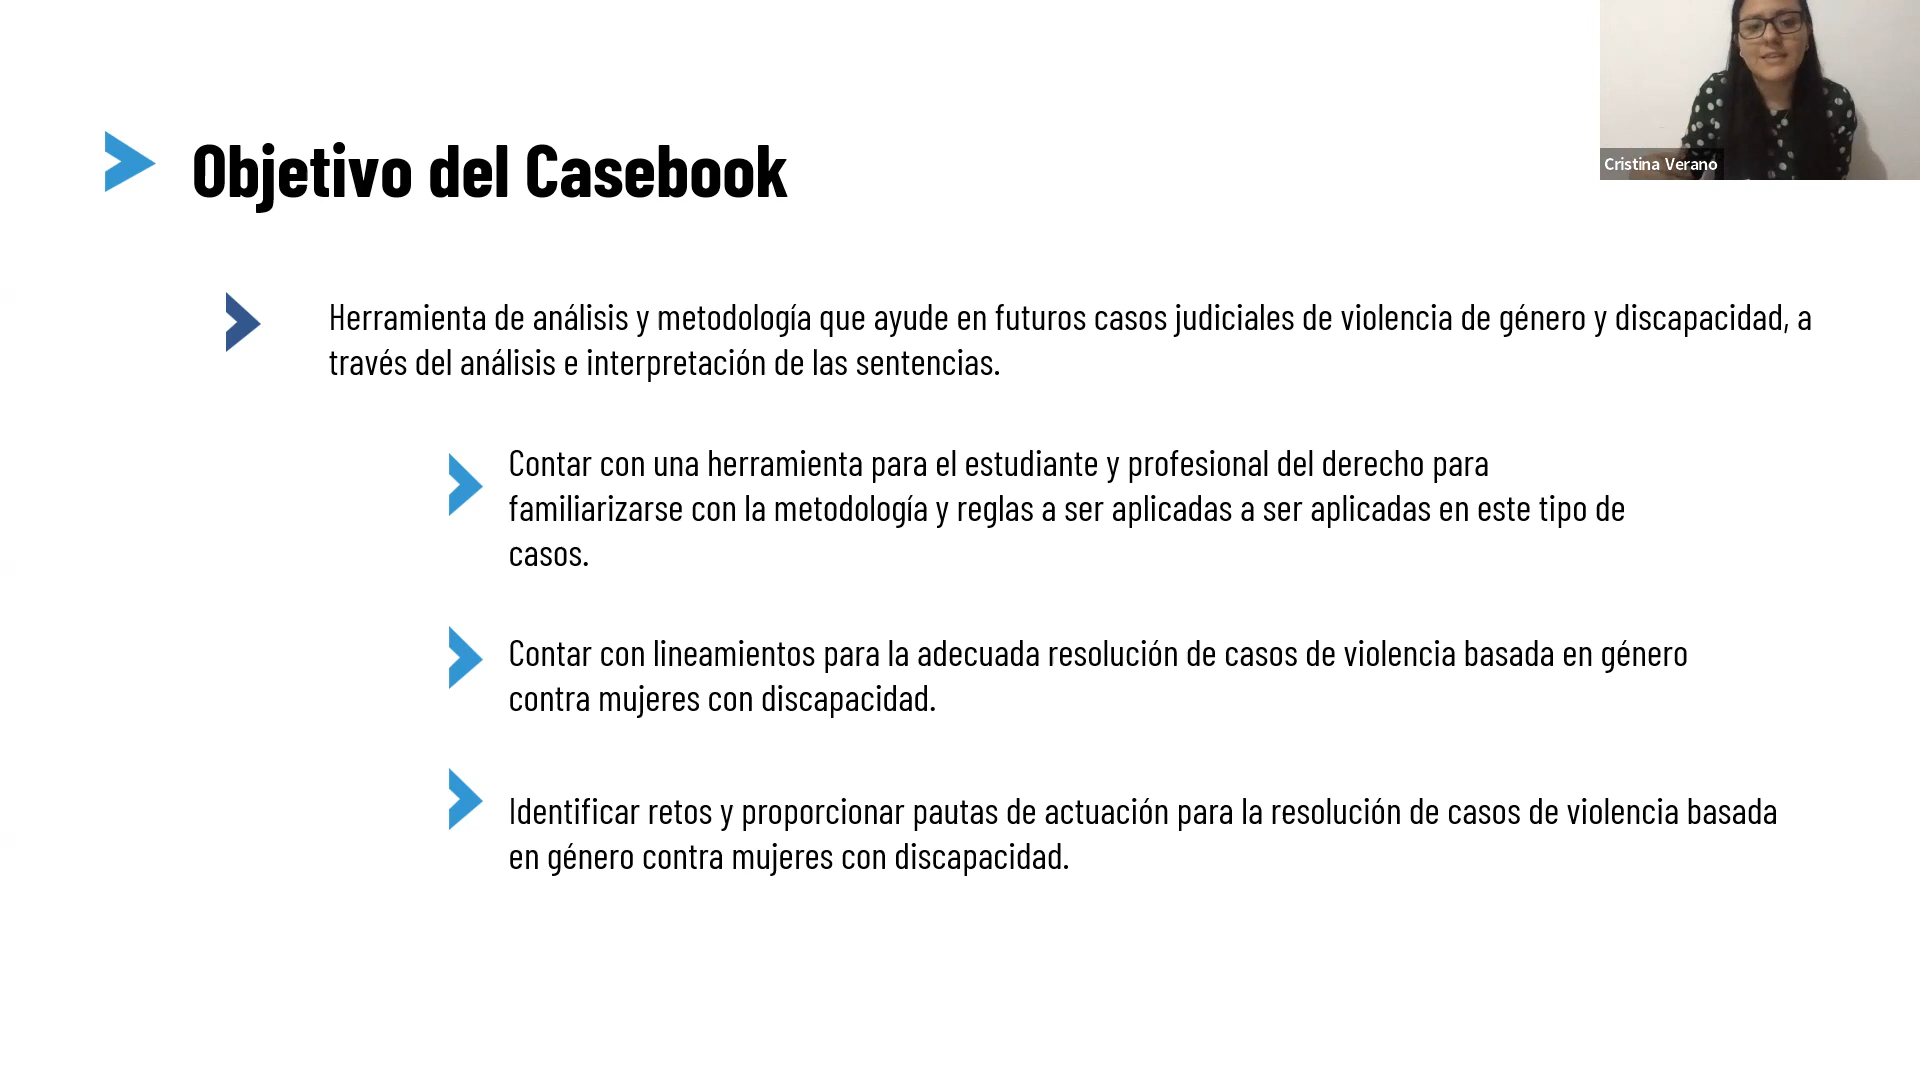 Objetivo del Casebook
Cristina Verano
Herramienta de análisis y metodología que ayude en futuros casos judiciales de violencia de género y discapacidad, a
través del análisis e interpretación de las sentencias.
Contar con una herramienta para el estudiante y profesional del derecho para
familiarizarse con la metodología y reglas a ser aplicadas a ser aplicadas en este tipo de
casos.
Contar con lineamientos para la adecuada resolución de casos de violencia basada en género
contra mujeres con discapacidad.
Identificar retos y proporcionar pautas de actuación para la resolución de casos de violencia basada
en género contra mujeres con discapacidad.